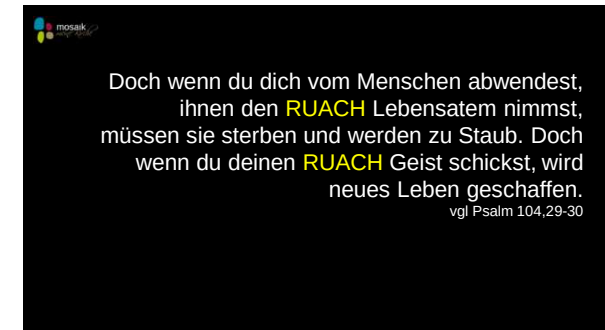 mosaik
Doch wenn du dich vom Menschen abwendest,
ihnen den RUACH Lebensatem nimmst,
müssen sie sterben und werden zu Staub. Doch
wenn du deinen RUACH Geist schickst, wird
neues Leben geschaffen.
vgl Psalm 104,29-30